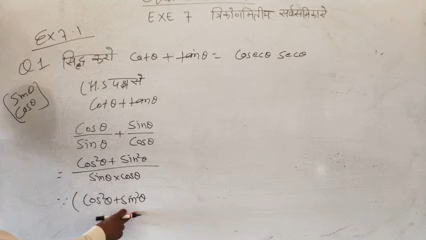 EXE 7 त्रिकोणमितीय सर्वसमिकाऐं
Ex 7.1
Q1 सिद्ध करो cotθ + tanθ = cosecθ secθ
L.H.S पक्ष से
(sinθ
cosθ)
cotθ + tanθ
cosθ/sinθ + sinθ/cosθ
= cos²θ + sin²θ / sinθ × cosθ
∵ (cos²θ + sin²θ